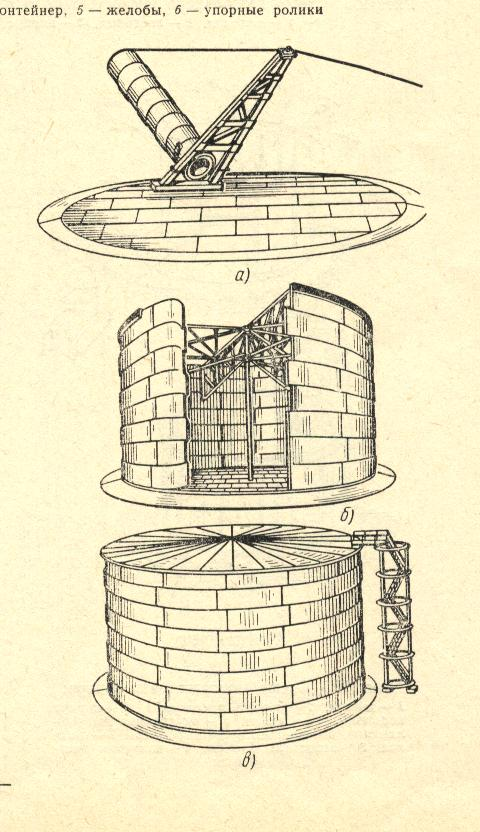 онтейнер, 5 — желобы, 6 — упорные ролики
а)
б)
в)